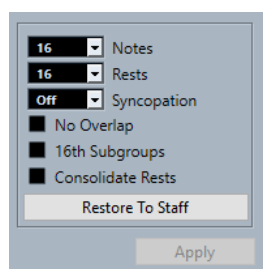 16 Notes
16 Rests
Off Syncopation
No Overlap
16th Subgroups
Consolidate Rests
Restore To Staff
Apply